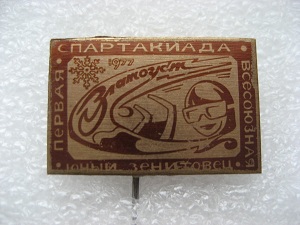 ПЕРВАЯ
СПАРТАКИАДА
ВСЕСОЮЗНАЯ
1977
Златоуст
ЮНЫЙ ЗЕНИТОВЕЦ